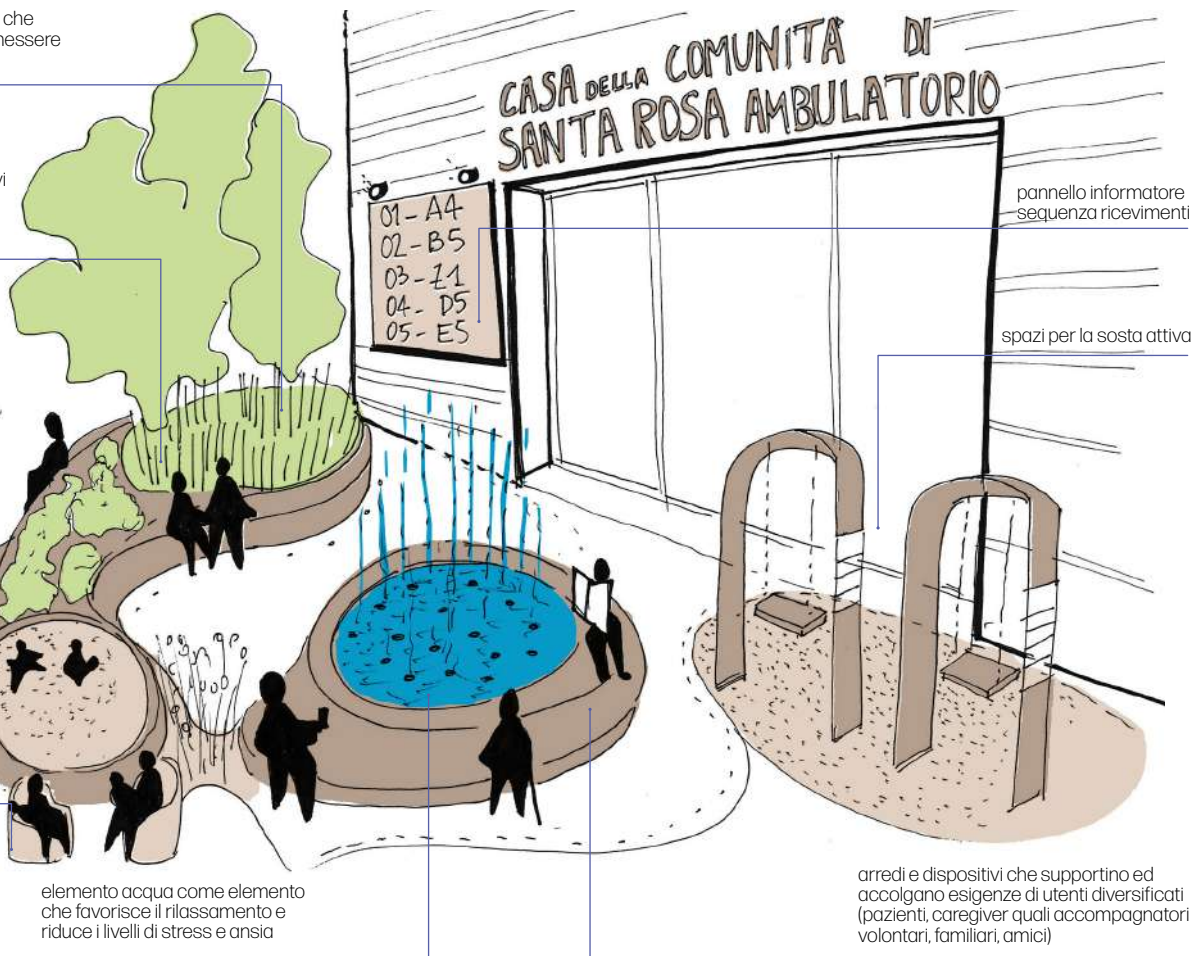 che
CASA DELLA COMUNITÀ DI
SANTA ROSA AMBULATORIO
01 - A4
02 - B5
03 - Z1
04 - D5
05 - E5
pannello informatore
sequenza ricevimenti
spazi per la sosta attiva
elemento acqua come elemento
che favorisce il rilassamento e
riduce i livelli di stress e ansia
arredi e dispositivi che supportino ed
accolgano esigenze di utenti diversificati
(pazienti, caregiver quali accompagnatori
volontari, familiari, amici)